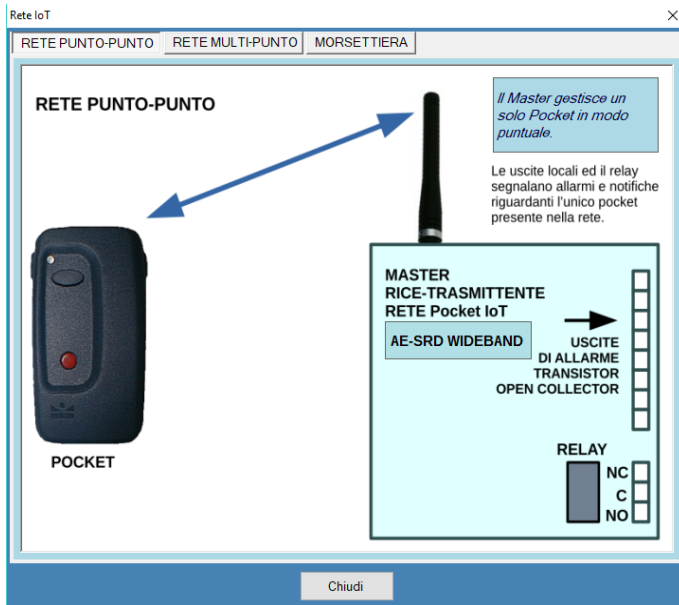 Rete IoT
RETE PUNTO-PUNTO
RETE MULTI-PUNTO
MORSETTIERA
RETE PUNTO-PUNTO
Il Master gestisce un
solo Pocket in modo
puntuale.
Le uscite locali ed il relay
segnalano allarmi e notifiche
riguardanti l'unico pocket
presente nella rete.
MASTER
RICE-TRASMITTENTE
RETE Pocket IoT
AE-SRD WIDEBAND
USCITE
DI ALLARME
TRANSISTOR
OPEN COLLECTOR
POCKET
RELAY
NC
C
NO
Chiudi